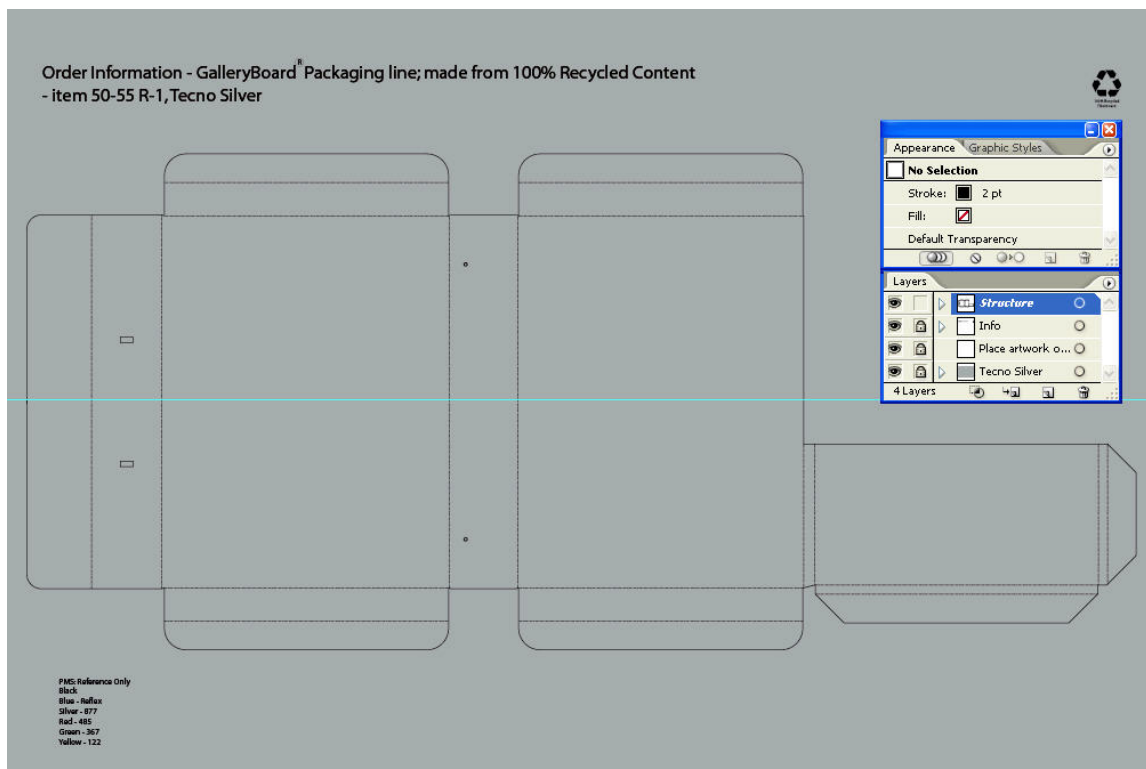 Order Information - GalleryBoard® Packaging line; made from 100% Recycled Content
- item 50-55 R-1, Tecno Silver
100% Recycled
Appearance Graphic Styles
No Selection
Stroke: 2 pt
Fill:
Default Transparency
Layers
Structure
Info
Place artwork o...
Tecno Silver
4 Layers
PMS: Reference Only
Black
Blue - Reflex
Silver - 877
Red - 485
Green - 367
Yellow - 122